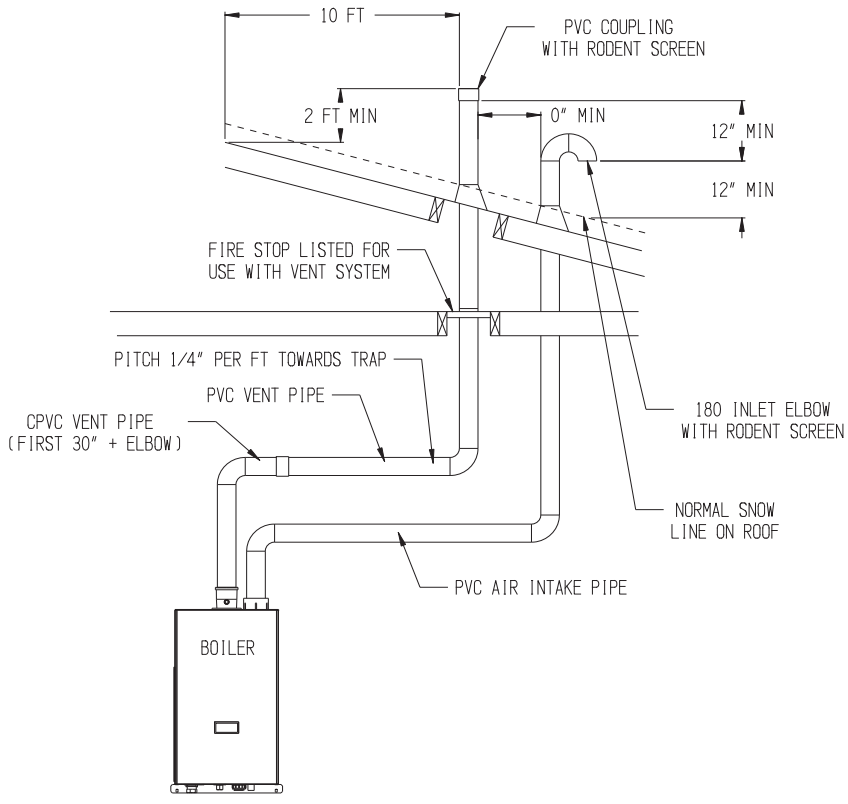 10 FT
PVC COUPLING
WITH RODENT SCREEN
2 FT MIN
0" MIN
12" MIN
12" MIN
FIRE STOP LISTED FOR
USE WITH VENT SYSTEM
PITCH 1/4" PER FT TOWARDS TRAP
PVC VENT PIPE
CPVC VENT PIPE
(FIRST 30" + ELBOW)
180 INLET ELBOW
WITH RODENT SCREEN
NORMAL SNOW
LINE ON ROOF
PVC AIR INTAKE PIPE
BOILER